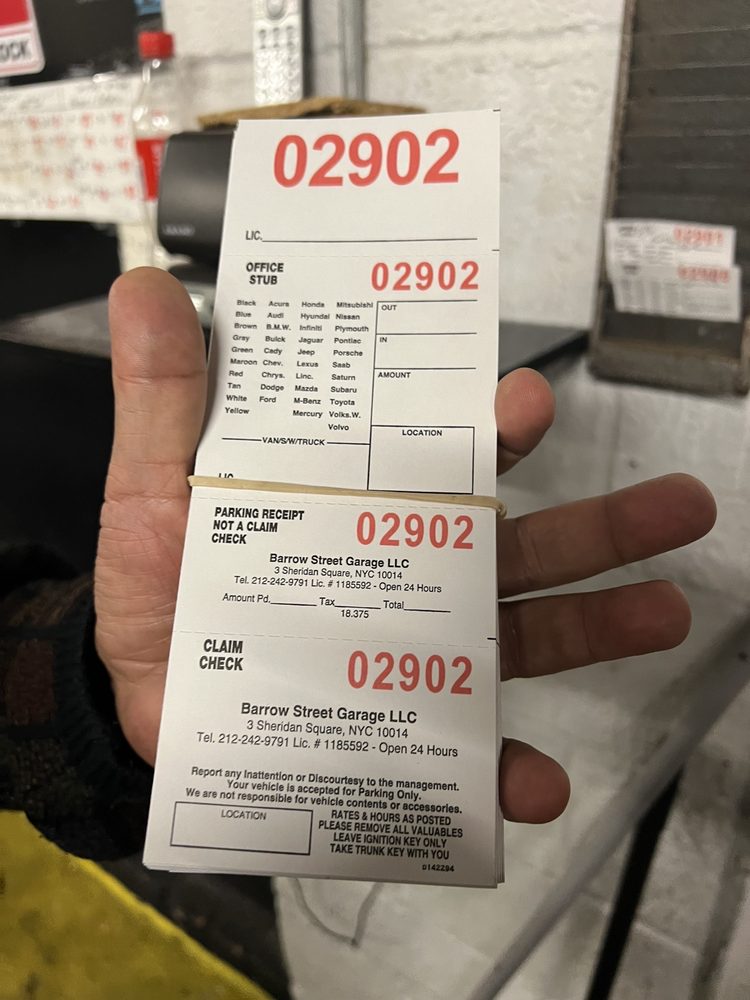 OCK
02902
LIC.
OFFICE
STUB
02902
Black Acura Honda Mitsubishi
Blue Audi Hyundai Nissan
Brown B.M.W. Infiniti Plymouth
Gray Buick Jaguar Pontiac
Green Cady Jeep Porsche
Maroon Chev. Lexus Saab
Red Chrys. Linc. Saturn
Tan Dodge Mazda Subaru
White Ford M-Benz Toyota
Yellow Mercury Volks.W.
Volvo
VAN/S/W/TRUCK
OUT
IN
AMOUNT
LOCATION
LIC
PARKING RECEIPT
NOT A CLAIM
CHECK
02902
Barrow Street Garage LLC
3 Sheridan Square, NYC 10014
Tel. 212-242-9791 Lic. # 1185592 - Open 24 Hours
Amount Pd. Tax Total
18.375
CLAIM
CHECK
02902
Barrow Street Garage LLC
3 Sheridan Square, NYC 10014
Tel. 212-242-9791 Lic. # 1185592 - Open 24 Hours
Report any Inattention or Discourtesy to the management.
Your vehicle is accepted for Parking Only.
We are not responsible for vehicle contents or accessories.
LOCATION
RATES & HOURS AS POSTED
PLEASE REMOVE ALL VALUABLES
LEAVE IGNITION KEY ONLY
TAKE TRUNK KEY WITH YOU
0142294
02901